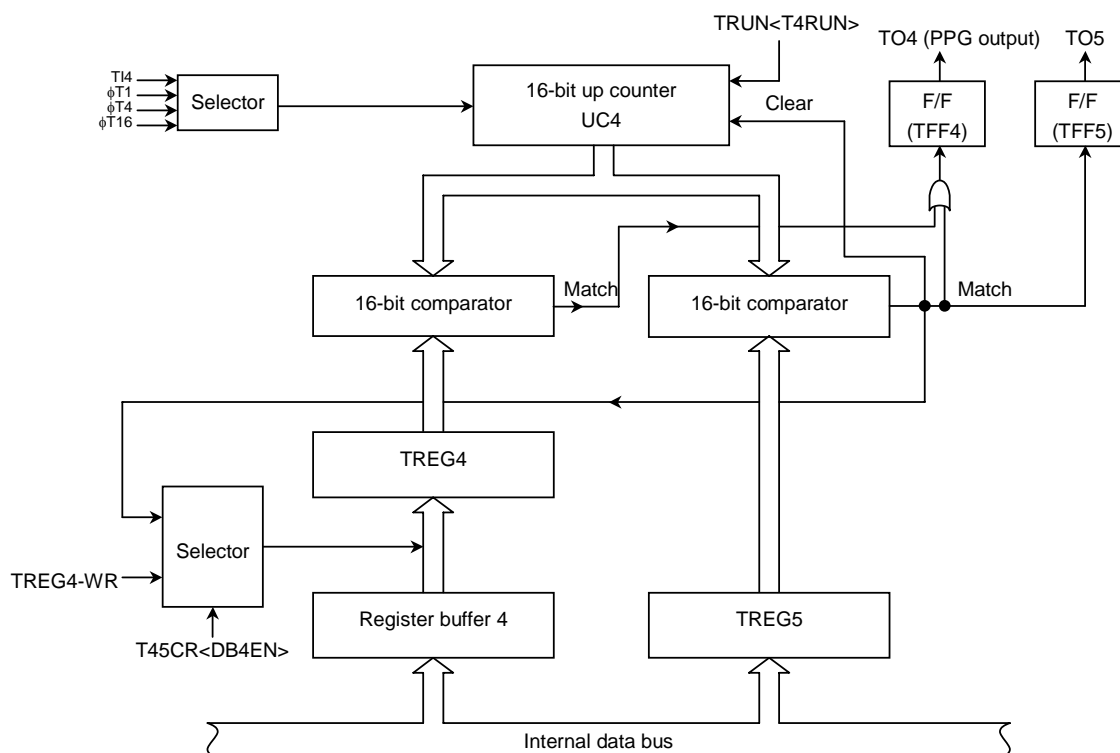 TRUN<T4RUN>
TO4 (PPG output)
TO5
TI4
ϕT1
ϕT4
ϕT16
Selector
16-bit up counter
UC4
Clear
F/F
(TFF4)
F/F
(TFF5)
16-bit comparator
Match
16-bit comparator
Match
TREG4
Selector
TREG4-WR
T45CR<DB4EN>
Register buffer 4
TREG5
Internal data bus